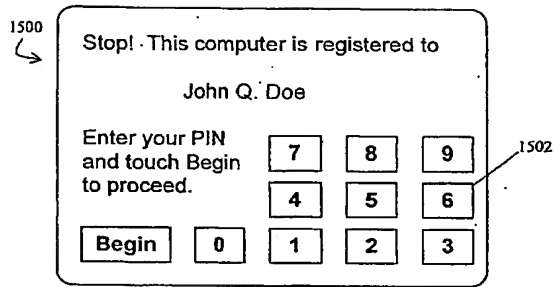 1500
Stop! This computer is registered to
John Q. Doe
Enter your PIN
and touch Begin
to proceed.
7 8 9
1502
4 5 6
Begin 0 1 2 3